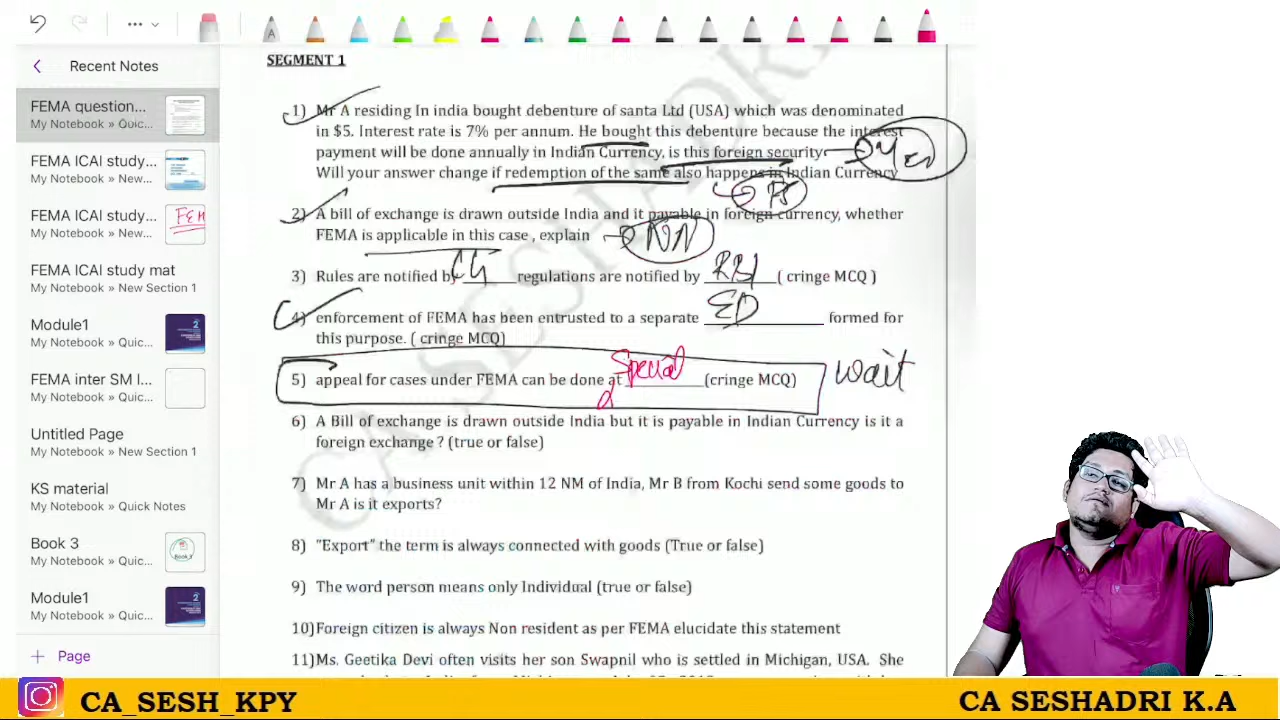 Recent Notes
FEMA question...
My Notebook » Quic...
FEMA ICAI study...
My Notebook » New...
FEMA ICAI study...
My Notebook » New...
FEM
FEMA ICAI study mat
My Notebook » New Section 1
Module1
My Notebook » Quic...
FEMA inter SM I...
My Notebook » Quic...
Untitled Page
My Notebook » New Section 1
KS material
My Notebook » Quick Notes
Book 3
My Notebook » Quic...
Book 3
Module1
My Notebook » Quic...
+ Page
SEGMENT 1
1) Mr A residing In india bought debenture of santa Ltd (USA) which was denominated
in $5. Interest rate is 7% per annum. He bought this debenture because the interest
payment will be done annually in Indian Currency, is this foreign security
Will your answer change if redemption of the same also happens in Indian Currency
2) A bill of exchange is drawn outside India and it payable in foreign currency, whether
FEMA is applicable in this case , explain
3) Rules are notified by CG regulations are notified by RBI ( cringe MCQ )
4) enforcement of FEMA has been entrusted to a separate ED formed for
this purpose. ( cringe MCQ)
5) appeal for cases under FEMA can be done at Special (cringe MCQ) wait
6) A Bill of exchange is drawn outside India but it is payable in Indian Currency is it a
foreign exchange ? (true or false)
7) Mr A has a business unit within 12 NM of India, Mr B from Kochi send some goods to
Mr A is it exports?
8) “Export” the term is always connected with goods (True or false)
9) The word person means only Individual (true or false)
10)Foreign citizen is always Non resident as per FEMA elucidate this statement
11)Ms. Geetika Devi often visits her son Swapnil who is settled in Michigan, USA. She
CA SESHADRI
CA_SESH_KPY
CA SESHADRI K.A